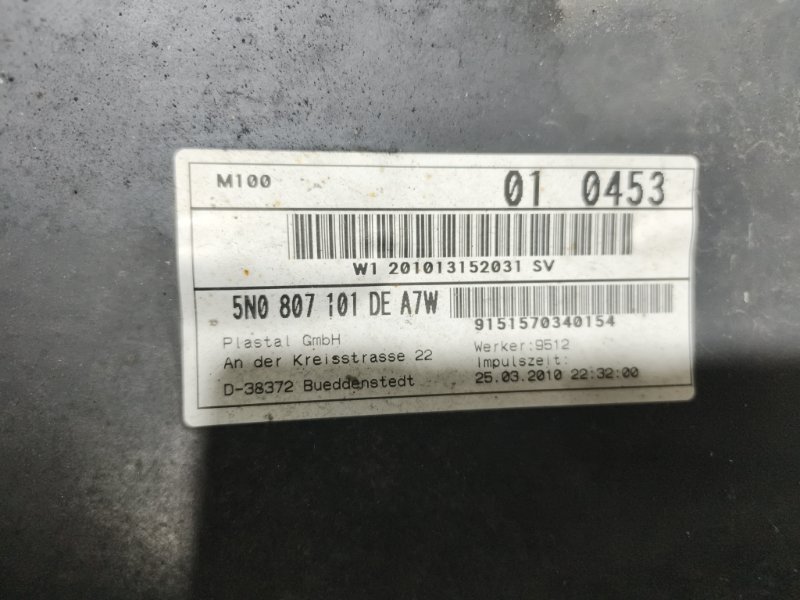 M100 01 0453
W1 201013152031 SV
5N0 807 101 DE A7W
9151570340154
Plastal GmbH
An der Kreisstrasse 22
D-38372 Bueddenstedt
Werker:9512
Impulszeit:
25.03.2010 22:32:00